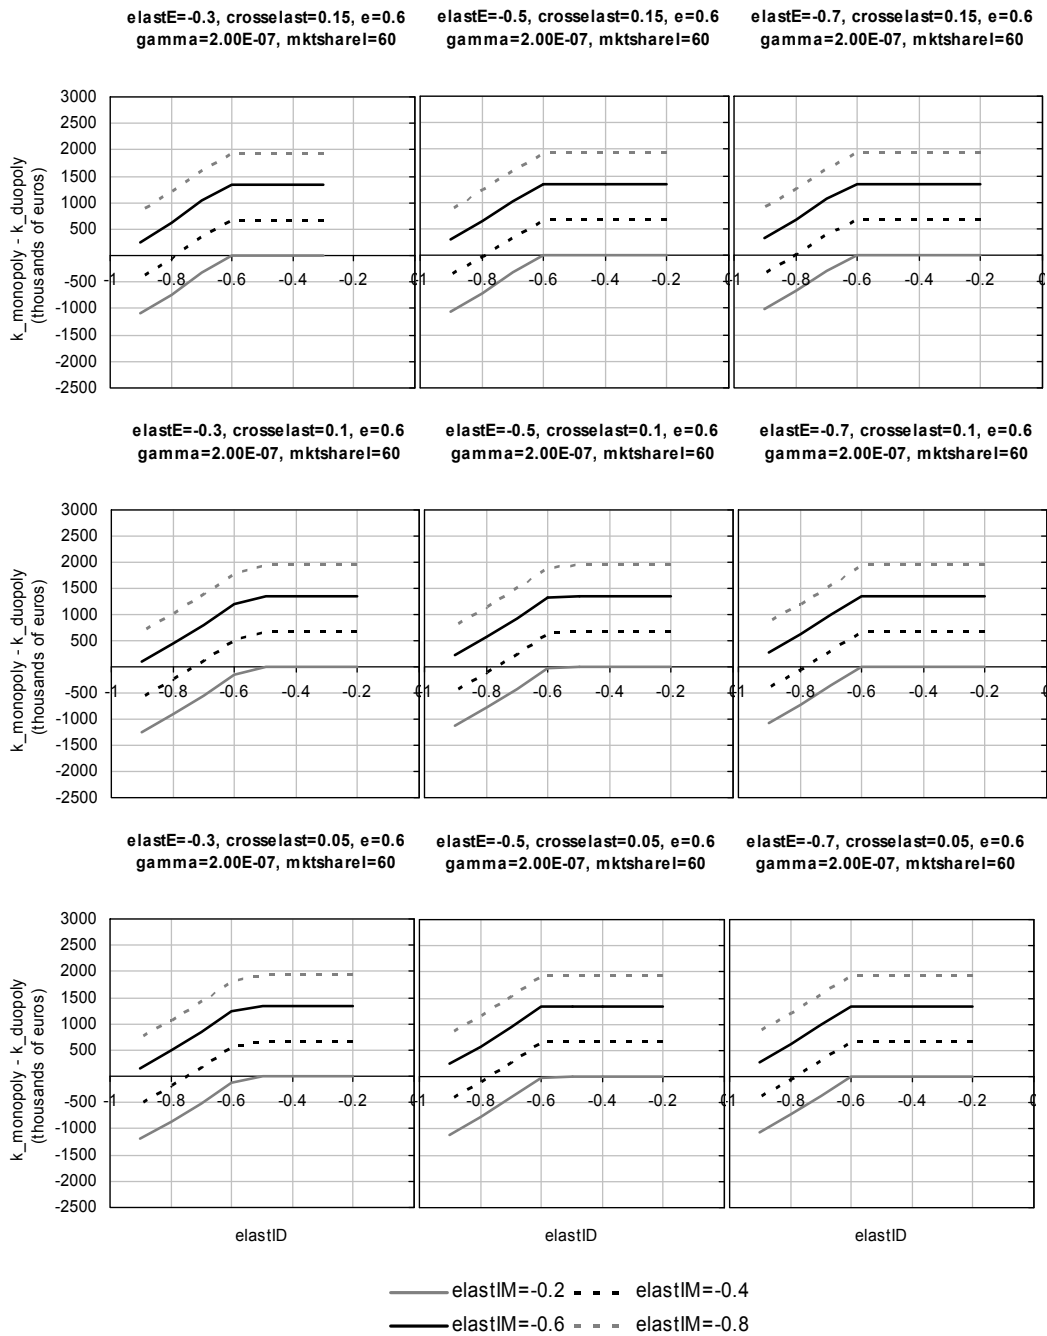 elastE=-0.3, crosselast=0.15, e=0.6
gamma=2.00E-07, mktshareI=60
elastE=-0.5, crosselast=0.15, e=0.6
gamma=2.00E-07, mktshareI=60
elastE=-0.7, crosselast=0.15, e=0.6
gamma=2.00E-07, mktshareI=60
k_monopoly - k_duopoly
(thousands of euros)
3000
2500
2000
1500
1000
500
-500
-1000
-1500
-2000
-2500
-1 -0.8 -0.6 -0.4 -0.2
-1 -0.8 -0.6 -0.4 -0.2
-1 -0.8 -0.6 -0.4 -0.2 0
elastE=-0.3, crosselast=0.1, e=0.6
gamma=2.00E-07, mktshareI=60
elastE=-0.5, crosselast=0.1, e=0.6
gamma=2.00E-07, mktshareI=60
elastE=-0.7, crosselast=0.1, e=0.6
gamma=2.00E-07, mktshareI=60
k_monopoly - k_duopoly
(thousands of euros)
3000
2500
2000
1500
1000
500
-500
-1000
-1500
-2000
-2500
-1 -0.8 -0.6 -0.4 -0.2
-1 -0.8 -0.6 -0.4 -0.2
-0.8 -0.6 -0.4 -0.2
elastE=-0.3, crosselast=0.05, e=0.6
gamma=2.00E-07, mktshareI=60
elastE=-0.5, crosselast=0.05, e=0.6
gamma=2.00E-07, mktshareI=60
elastE=-0.7, crosselast=0.05, e=0.6
gamma=2.00E-07, mktshareI=60
k_monopoly - k_duopoly
(thousands of euros)
3000
2500
2000
1500
1000
500
-500
-1000
-1500
-2000
-2500
-1 -0.8 -0.6 -0.4 -0.2
-1 -0.8 -0.6 -0.4 -0.2
-1 -0.8 -0.6 -0.4 -0.2 0
elastID
elastIM=-0.2 elastIM=-0.4
elastIM=-0.6 elastIM=-0.8